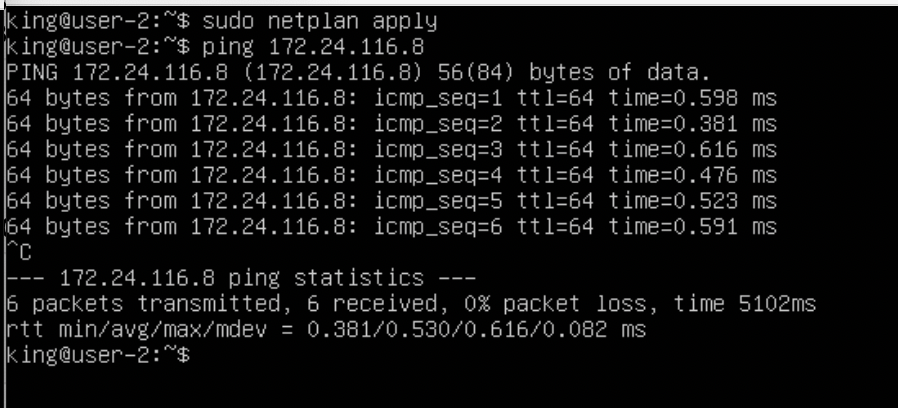 king@user-2:~$ sudo netplan apply
king@user-2:~$ ping 172.24.116.8
PING 172.24.116.8 (172.24.116.8) 56(84) bytes of data.
64 bytes from 172.24.116.8: icmp_seq=1 ttl=64 time=0.598 ms
64 bytes from 172.24.116.8: icmp_seq=2 ttl=64 time=0.381 ms
64 bytes from 172.24.116.8: icmp_seq=3 ttl=64 time=0.616 ms
64 bytes from 172.24.116.8: icmp_seq=4 ttl=64 time=0.476 ms
64 bytes from 172.24.116.8: icmp_seq=5 ttl=64 time=0.523 ms
64 bytes from 172.24.116.8: icmp_seq=6 ttl=64 time=0.591 ms
^C
--- 172.24.116.8 ping statistics ---
6 packets transmitted, 6 received, 0% packet loss, time 5102ms
rtt min/avg/max/mdev = 0.381/0.530/0.616/0.082 ms
king@user-2:~$